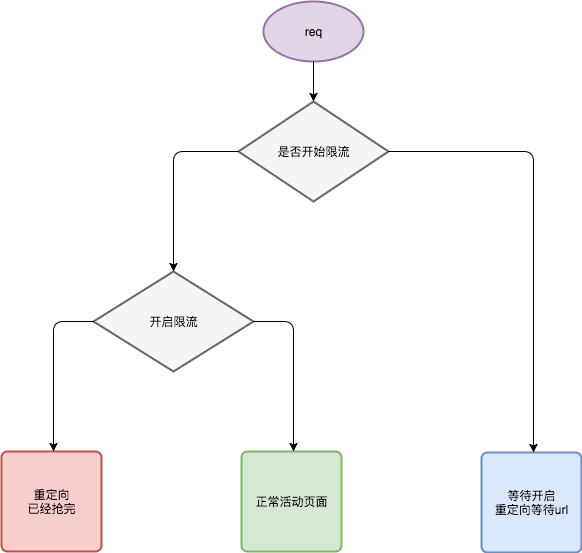 req
是否开始限流
开启限流
重定向
已经抢完
正常活动页面
等待开启
重定向等待url